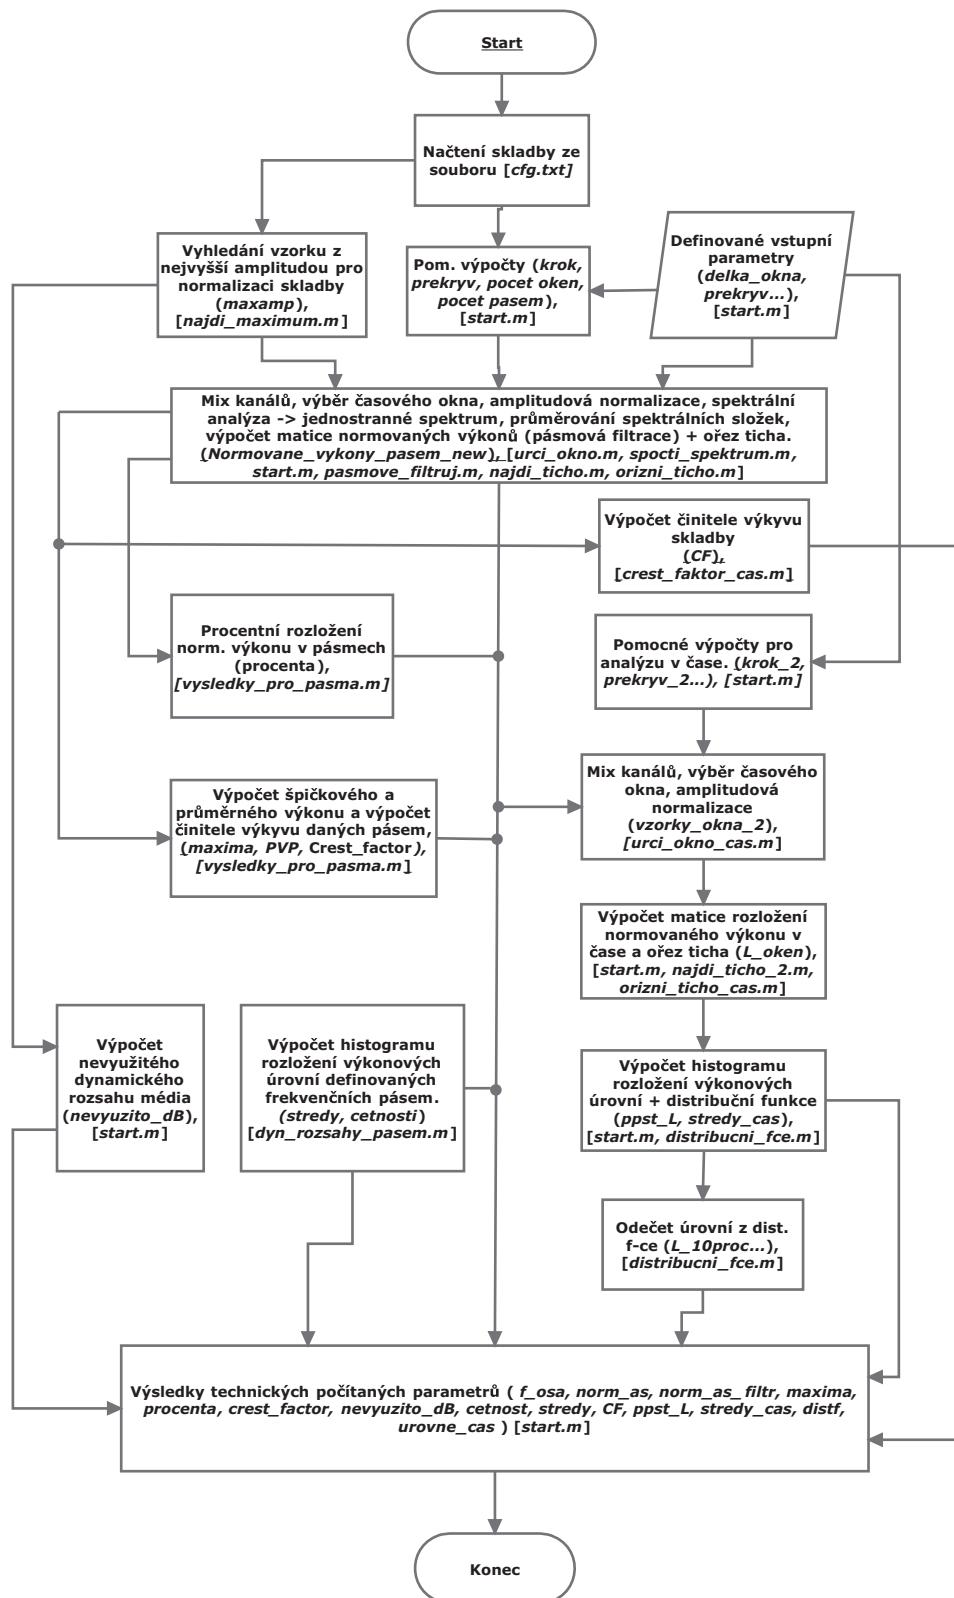 Start
Načtení skladby ze
souboru [cfg.txt]
Vyhledání vzorku z
nejvyšší amplitudou pro
normalizaci skladby
(maxamp),
[najdi_maximum.m]
Pom. výpočty (krok,
prekryv, pocet oken,
pocet pasem),
[start.m]
Definované vstupní
parametry
(delka_okna,
prekryv...),
[start.m]
Mix kanálů, výběr časového okna, amplitudová normalizace, spektrální
analýza -> jednostranné spektrum, průměrování spektrálních složek,
výpočet matice normovaných výkonů (pásmová filtrace) + ořez ticha.
(Normovane_vykony_pasem_new), [urci_okno.m, spocti_spektrum.m,
start.m, pasmove_filtruj.m, najdi_ticho.m, orizni_ticho.m]
Výpočet činitele výkyvu
skladby
(CF),
[crest_faktor_cas.m]
Procentní rozložení
norm. výkonu v pásmech
(procenta),
[vysledky_pro_pasma.m]
Pomocné výpočty pro
analýzu v čase. (krok_2,
prekryv_2...), [start.m]
Mix kanálů, výběr časového
okna, amplitudová
normalizace
(vzorky_okna_2),
[urci_okno_cas.m]
Výpočet špičkového a
průměrného výkonu a výpočet
činitele výkyvu daných pásem,
(maxima, PVP, Crest_factor),
[vysledky_pro_pasma.m]
Výpočet matice rozložení
normovaného výkonu v
čase a ořez ticha (L_oken),
[start.m, najdi_ticho_2.m,
orizni_ticho_cas.m]
Výpočet
nevyužitého
dynamického
rozsahu média
(nevyuzito_dB),
[start.m]
Výpočet histogramu
rozložení výkonových
úrovní definovaných
frekvenčních pásem.
(stredy, cetnosti)
[dyn_rozsahy_pasem.m]
Výpočet histogramu
rozložení výkonových
úrovní + distribuční funkce
(ppst_L, stredy_cas),
[start.m, distribucni_fce.m]
Odečet úrovní z dist.
f-ce (L_10proc...),
[distribucni_fce.m]
Výsledky technických počítaných parametrů ( f_osa, norm_as, norm_as_filtr, maxima,
procenta, crest_factor, nevyuzito_dB, cetnost, stredy, CF, ppst_L, stredy_cas, distf,
urovne_cas ) [start.m]
Konec